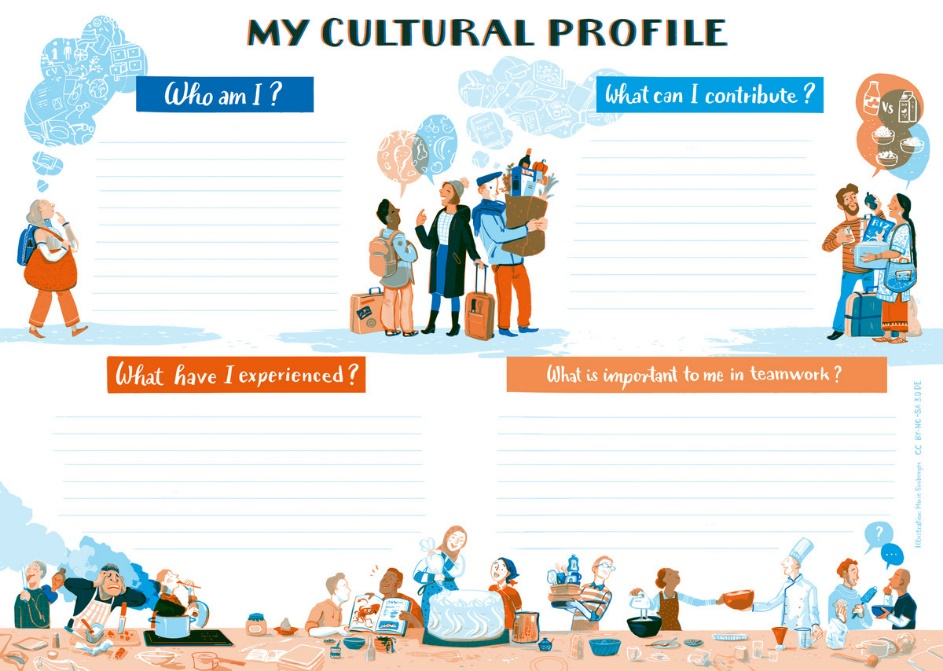 MY CULTURAL PROFILE
Who am I ?
What can I contribute ?
Vs
What have I experienced ?
What is important to me in teamwork ?
?
...
CC BY-NC-SA 3.0 DE